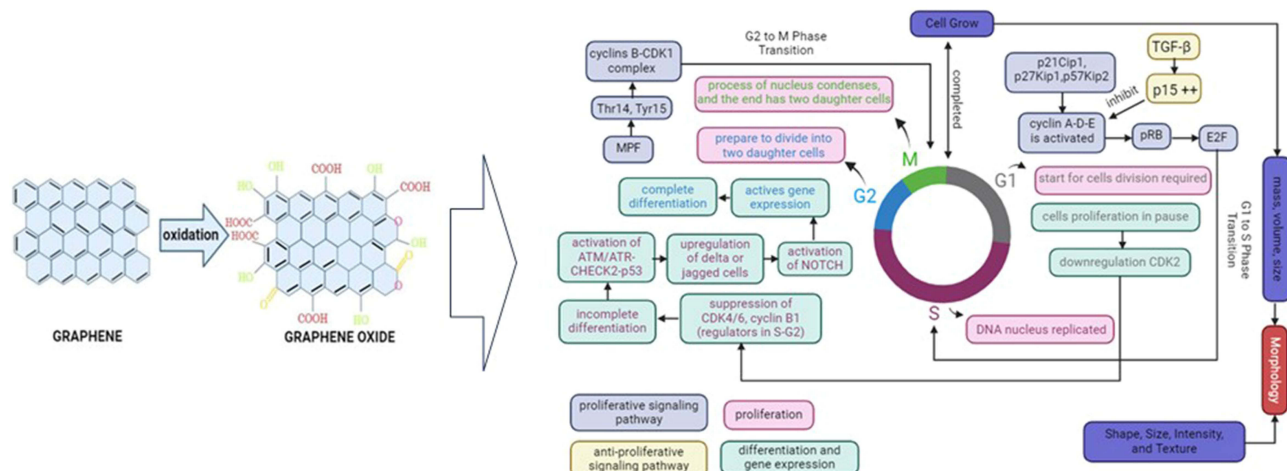 GRAPHENE
oxidation
OH
COOH
OH
HO
COOH
HOOC
HOOC
O
OH
O
HO
O
O
COOH
OH
GRAPHENE OXIDE
Cell Grow
completed
G2 to M Phase
Transition
cyclins B-CDK1
complex
Thr14, Tyr15
MPF
process of nucleus condenses,
and the end has two daughter cells
prepare to divide into
two daughter cells
M
G2
G1
S
TGF-β
p15 ++
inhibit
p21Cip1,
p27Kip1,p57Kip2
cyclin A-D-E
is activated
pRB
E2F
start for cells division required
cells proliferation in pause
downregulation CDK2
G1 to S Phase
Transition
mass, volume, size
Morphology
complete
differentiation
actives gene
expression
activation of
ATM/ATR-
CHECK2-p53
upregulation
of delta or
jagged cells
activation
of NOTCH
incomplete
differentiation
suppression of
CDK4/6, cyclin B1
(regulators in S-G2)
DNA nucleus replicated
proliferative signaling
pathway
proliferation
anti-proliferative
signaling pathway
differentiation and
gene expression
Shape, Size, Intensity,
and Texture